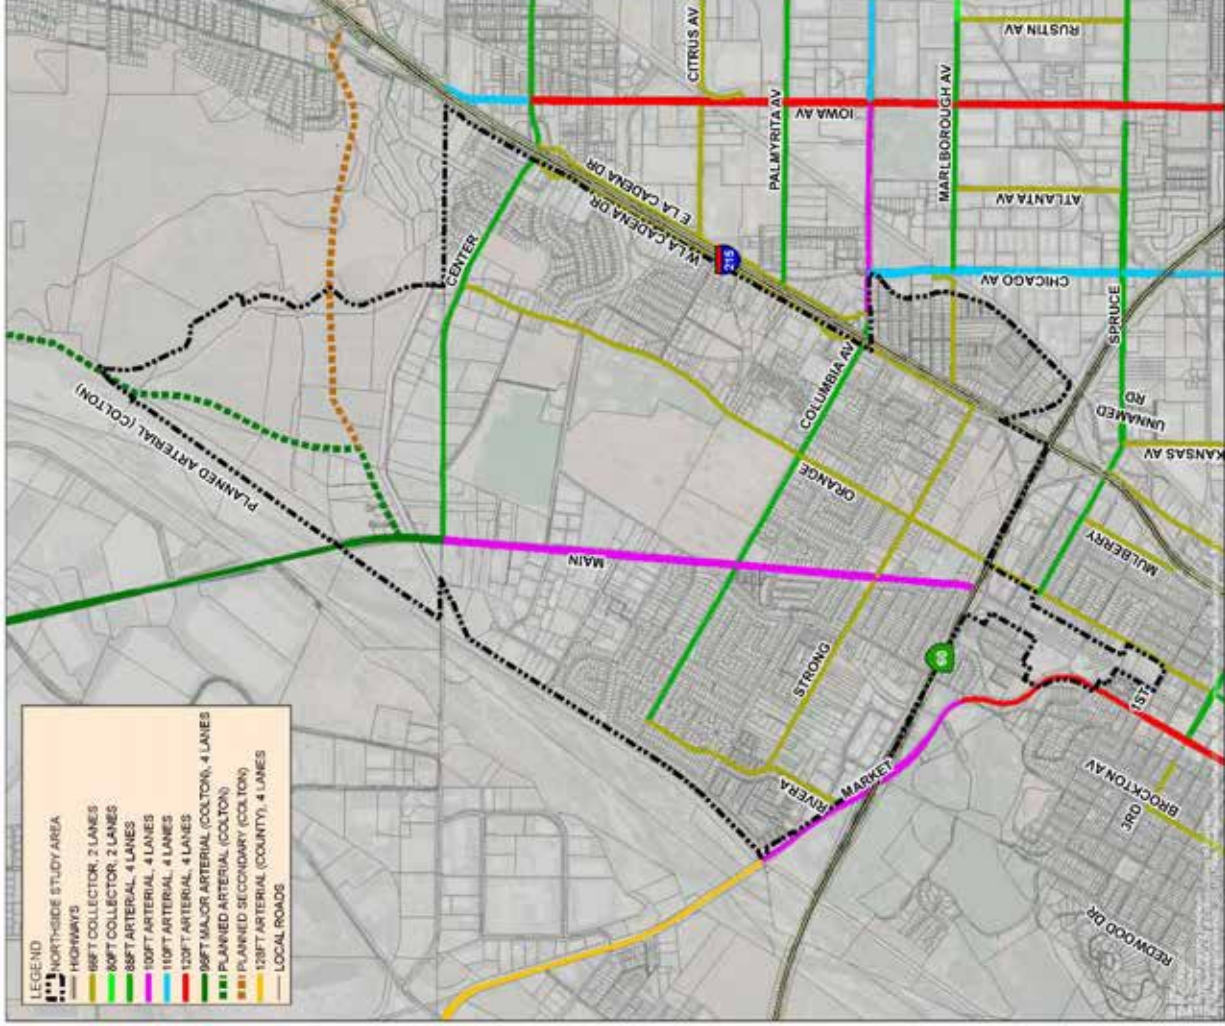 LEGEND
NORTHSIDE STUDY AREA
HIGHWAYS
66FT COLLECTOR, 2 LANES
80FT COLLECTOR, 2 LANES
88FT ARTERIAL, 4 LANES
100FT ARTERIAL, 4 LANES
110FT ARTERIAL, 4 LANES
120FT ARTERIAL, 4 LANES
96FT MAJOR ARTERIAL (COLTON), 4 LANES
PLANNED ARTERIAL (COLTON)
PLANNED SECONDARY (COLTON)
128FT ARTERIAL (COUNTY), 4 LANES
LOCAL ROADS
PLANNED ARTERIAL (COLTON)
CENTER
E LA CADENA DR
W LA CADENA DR
215
CITRUS AV
PALMYRITA AV
IOWA AV
MARLBOROUGH AV
RUSTIN AV
ATLANTA AV
CHICAGO AV
SPRUCE
COLUMBIA AV
ORANGE
MAIN
STRONG
RIVERA
MARKET
60
UNNAMED RD
KANSAS AV
MULBERRY
1ST
BROCKTON AV
3RD
REDWOOD DR